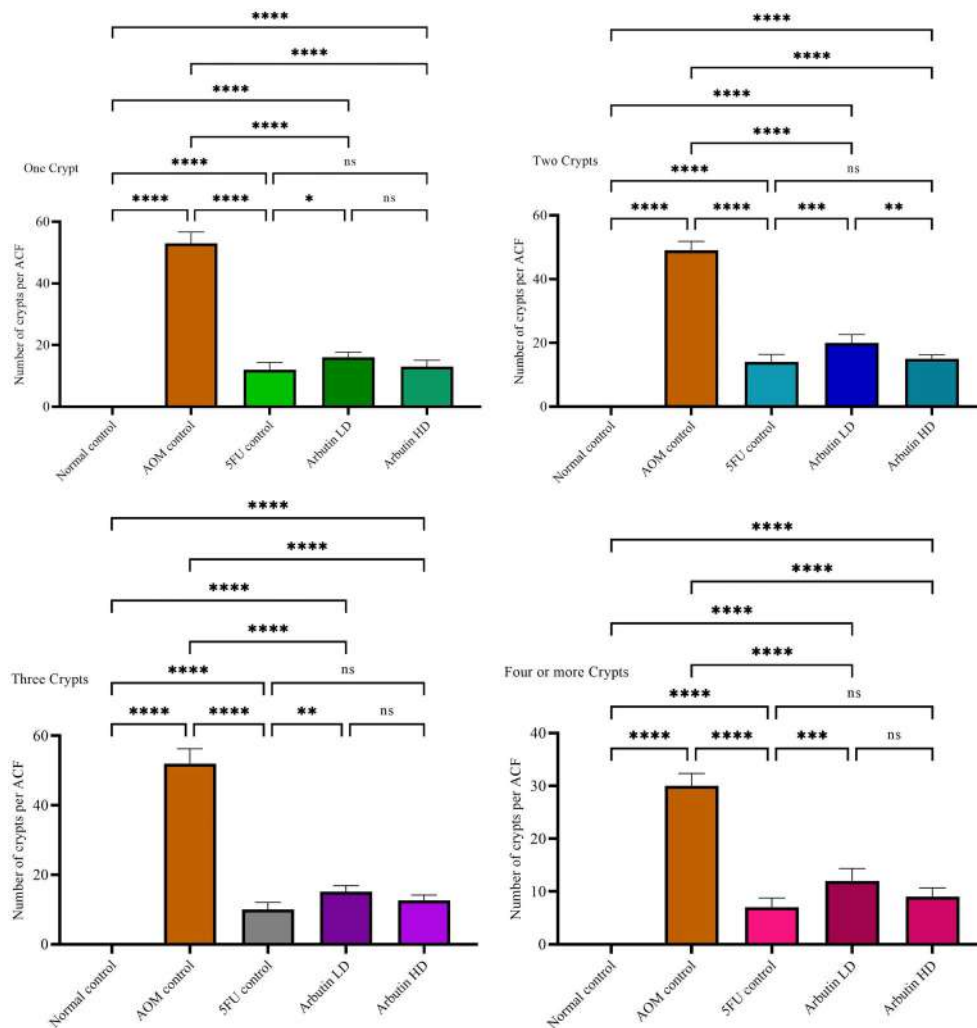 ****
****
****
****
One Crypt
**** ns
**** **** * ns
Number of crypts per ACF
60
40
20
0
Normal control
AOM control
5FU control
Arbutin LD
Arbutin HD
****
****
****
****
Two Crypts
**** ns
**** **** *** **
Number of crypts per ACF
60
40
20
0
Normal control
AOM control
5FU control
Arbutin LD
Arbutin HD
****
****
****
****
Three Crypts
**** ns
**** **** ** ns
Number of crypts per ACF
60
40
20
0
Normal control
AOM control
5FU control
Arbutin LD
Arbutin HD
****
****
****
****
Four or more Crypts
**** ns
**** **** *** ns
Number of crypts per ACF
40
30
20
10
0
Normal control
AOM control
5FU control
Arbutin LD
Arbutin HD